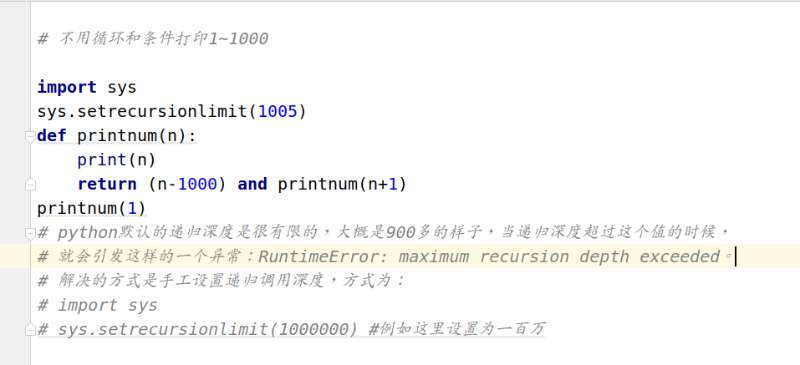 # 不用循环和条件打印1~1000
import sys
sys.setrecursionlimit(1005)
def printnum(n):
    print(n)
    return (n-1000) and printnum(n+1)
printnum(1)
# python默认的递归深度是很有限的，大概是900多的样子，当递归深度超过这个值的时候，
# 就会引发这样的一个异常：RuntimeError: maximum recursion depth exceeded。
# 解决的方式是手工设置递归调用深度，方式为：
# import sys
# sys.setrecursionlimit(1000000) #例如这里设置为一百万